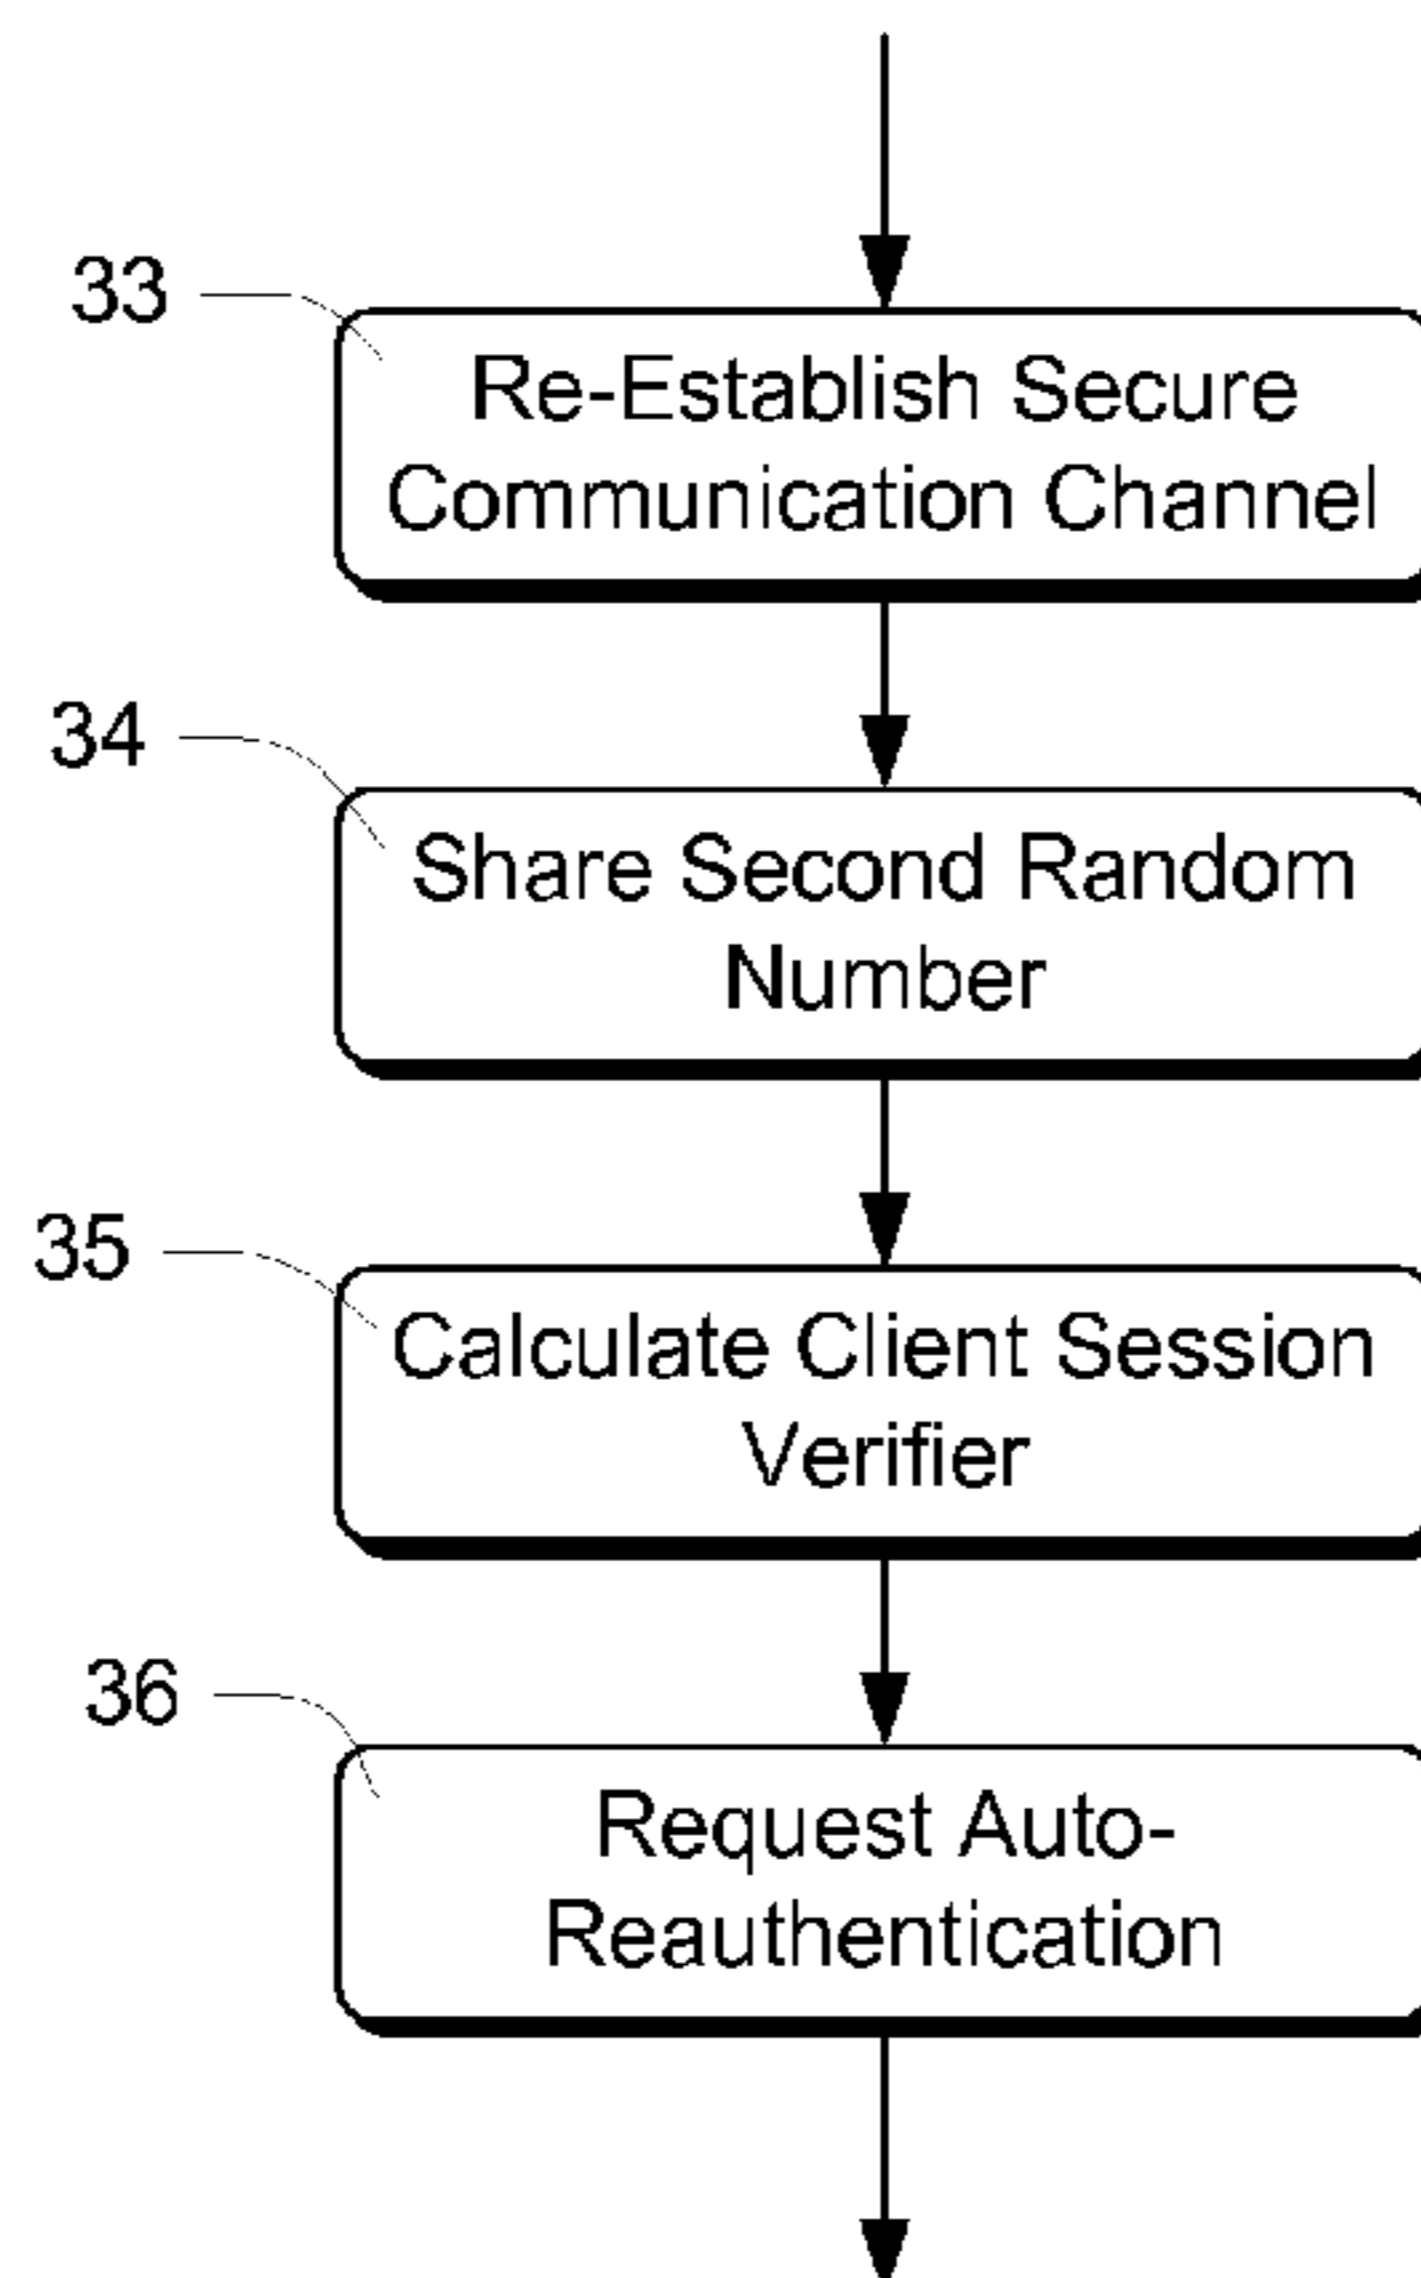 33
Re-Establish Secure
Communication Channel
34
Share Second Random
Number
35
Calculate Client Session
Verifier
36
Request Auto-
Reauthentication